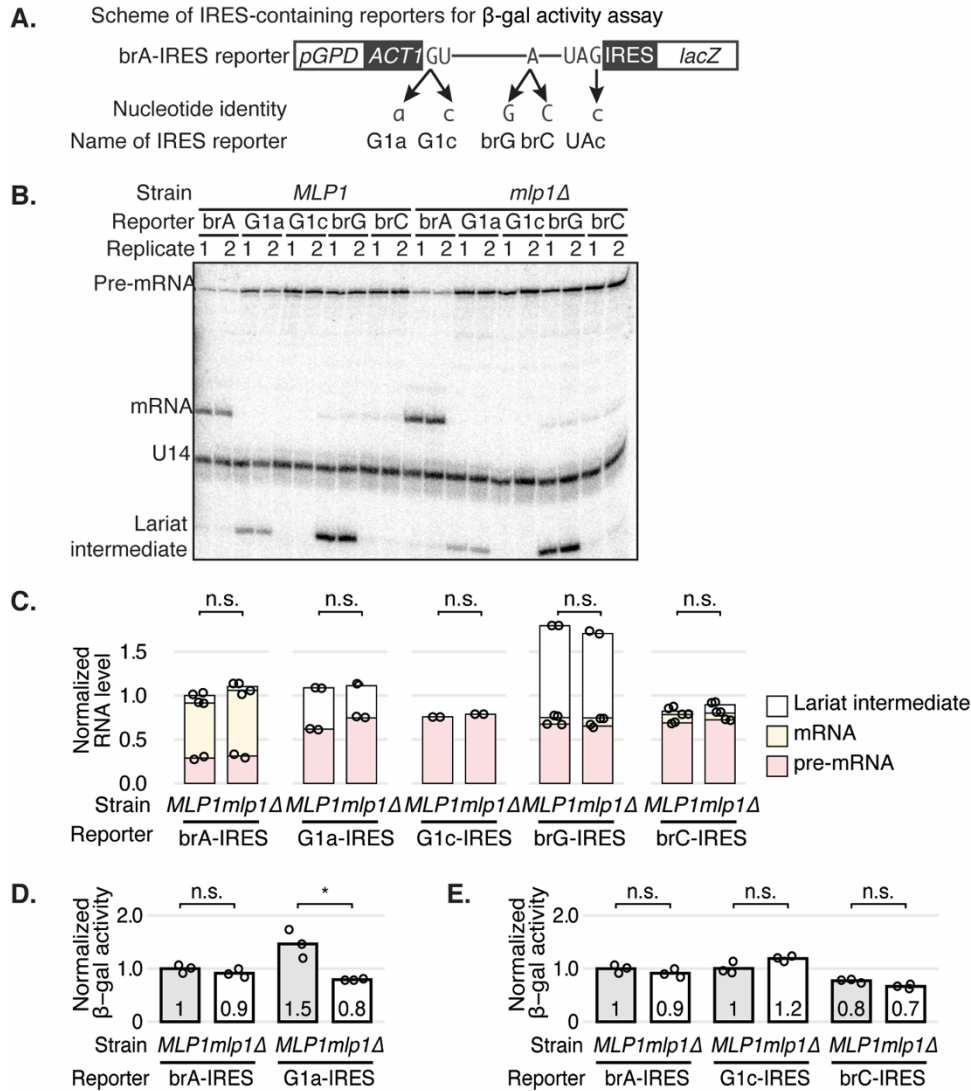 A.
Scheme of IRES-containing reporters for β-gal activity assay
brA-IRES reporter pGPD ACT1 GU A UAG IRES lacZ
Nucleotide identity a c G C c
Name of IRES reporter G1a G1c brG brC UAc
B.
Strain MLP1 mlp1Δ
Reporter brA G1a G1c brG brC brA G1a G1c brG brC
Replicate 1 2 1 2 1 2 1 2 1 2 1 2 1 2 1 2 1 2 1 2
Pre-mRNA
mRNA
U14
Lariat
intermediate
C.
n.s. n.s. n.s. n.s. n.s.
Normalized
RNA level
1.5
1.0
0.5
0.0
Lariat intermediate
mRNA
pre-mRNA
Strain MLP1 mlp1Δ MLP1 mlp1Δ MLP1 mlp1Δ MLP1 mlp1Δ MLP1 mlp1Δ
Reporter brA-IRES G1a-IRES G1c-IRES brG-IRES brC-IRES
D.
n.s. *
Normalized
β-gal activity
2.0
1.0
0
1 0.9 1.5 0.8
Strain MLP1 mlp1Δ MLP1 mlp1Δ
Reporter brA-IRES G1a-IRES
E.
n.s. n.s. n.s.
Normalized
β-gal activity
2.0
1.0
0
1 0.9 1 1.2 0.8 0.7
Strain MLP1 mlp1Δ MLP1 mlp1Δ MLP1 mlp1Δ
Reporter brA-IRES G1c-IRES brC-IRES